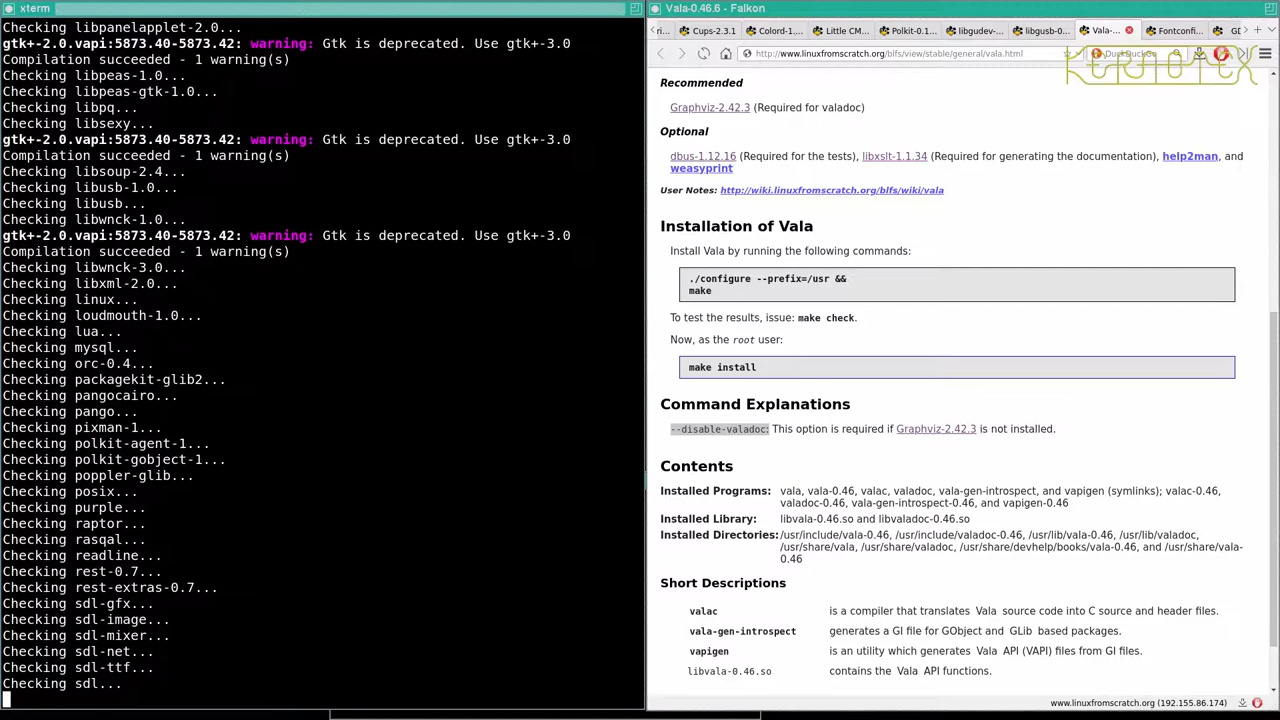 xterm
Checking libpanelapplet-2.0...
gtk+-2.0.vapi:5873.40-5873.42: warning: Gtk is deprecated. Use gtk+-3.0
Compilation succeeded - 1 warning(s)
Checking libpeas-1.0...
Checking libpeas-gtk-1.0...
Checking libpq...
Checking libsexy...
gtk+-2.0.vapi:5873.40-5873.42: warning: Gtk is deprecated. Use gtk+-3.0
Compilation succeeded - 1 warning(s)
Checking libsoup-2.4...
Checking libusb-1.0...
Checking libusb...
Checking libwnck-1.0...
gtk+-2.0.vapi:5873.40-5873.42: warning: Gtk is deprecated. Use gtk+-3.0
Compilation succeeded - 1 warning(s)
Checking libwnck-3.0...
Checking libxml-2.0...
Checking linux...
Checking loudmouth-1.0...
Checking lua...
Checking mysql...
Checking orc-0.4...
Checking packagekit-glib2...
Checking pangocairo...
Checking pango...
Checking pixman-1...
Checking polkit-agent-1...
Checking polkit-gobject-1...
Checking poppler-glib...
Checking posix...
Checking purple...
Checking raptor...
Checking rasqal...
Checking readline...
Checking rest-0.7...
Checking rest-extras-0.7...
Checking sdl-gfx...
Checking sdl-image...
Checking sdl-mixer...
Checking sdl-net...
Checking sdl-ttf...
Checking sdl...
Vala-0.46.6 - Falkon
ri... Cups-2.3.1 Colord-1.... Little CM... Polkit-0.1... libgudev-... libgusb-0... Vala-... Fontconf... GD
http://www.linuxfromscratch.org/blfs/view/stable/general/vala.html DuckDuckGo
KERNOTEX
Recommended
Graphviz-2.42.3 (Required for valadoc)
Optional
dbus-1.12.16 (Required for the tests), libxslt-1.1.34 (Required for generating the documentation), help2man, and
weasyprint
User Notes: http://wiki.linuxfromscratch.org/blfs/wiki/vala
Installation of Vala
Install Vala by running the following commands:
./configure --prefix=/usr &&
make
To test the results, issue: make check.
Now, as the root user:
make install
Command Explanations
--disable-valadoc: This option is required if Graphviz-2.42.3 is not installed.
Contents
Installed Programs: vala, vala-0.46, valac, valadoc, vala-gen-introspect, and vapigen (symlinks); valac-0.46,
valadoc-0.46, vala-gen-introspect-0.46, and vapigen-0.46
Installed Library: libvala-0.46.so and libvaladoc-0.46.so
Installed Directories: /usr/include/vala-0.46, /usr/include/valadoc-0.46, /usr/lib/vala-0.46, /usr/lib/valadoc,
/usr/share/vala, /usr/share/valadoc, /usr/share/devhelp/books/vala-0.46, and /usr/share/vala-
0.46
Short Descriptions
valac is a compiler that translates Vala source code into C source and header files.
vala-gen-introspect generates a GI file for GObject and GLib based packages.
vapigen is an utility which generates Vala API (VAPI) files from GI files.
libvala-0.46.so contains the Vala API functions.
www.linuxfromscratch.org (192.155.86.174)